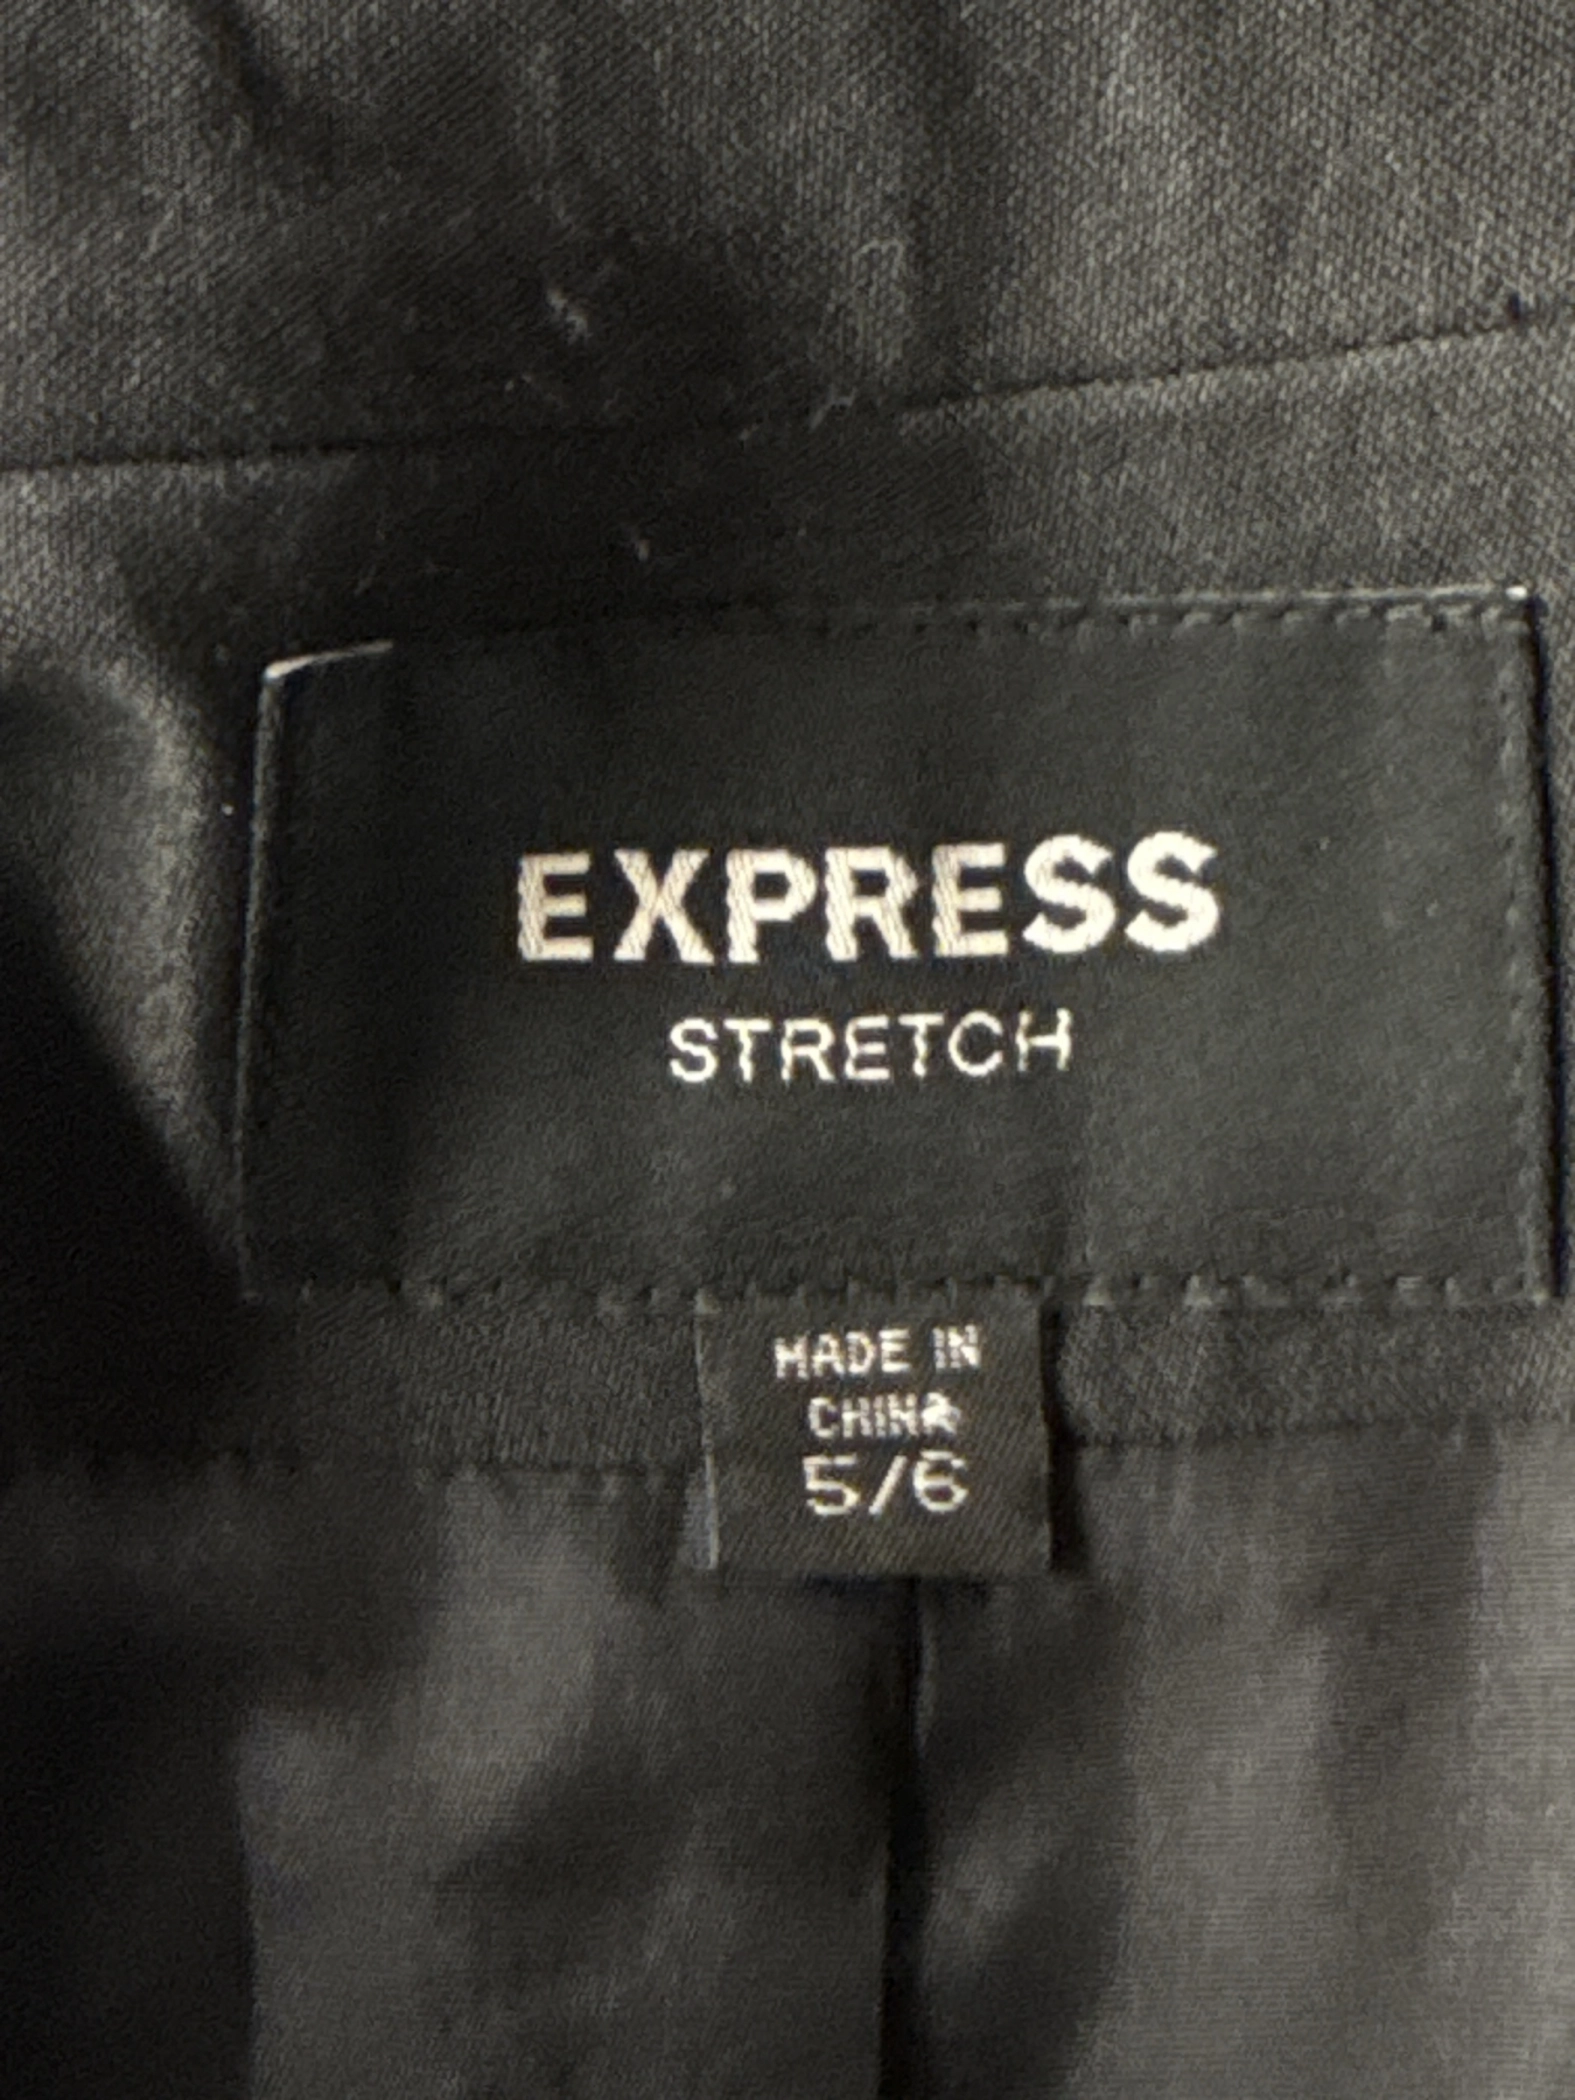 EXPRESS
STRETCH
MADE IN
CHINA
5/6